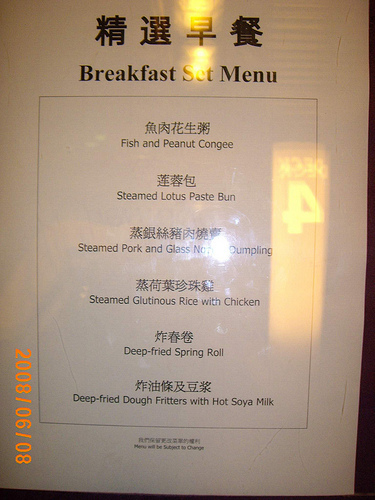 精選早餐
Breakfast Set Menu
魚肉花生粥
Fish and Peanut Congee
蓮蓉包
Steamed Lotus Paste Bun
蒸銀絲豬肉燒賣
Steamed Pork and Glass Dumpling
蒸荷葉珍珠雞
Steamed Glutinous Rice with Chicken
炸春卷
Deep-fried Spring Roll
炸油條及豆漿
Deep-fried Dough Fritters with Hot Soya Milk
我們保留更改菜單的權利
Menu will be Subject to Change
DECK
4
2008/06/08